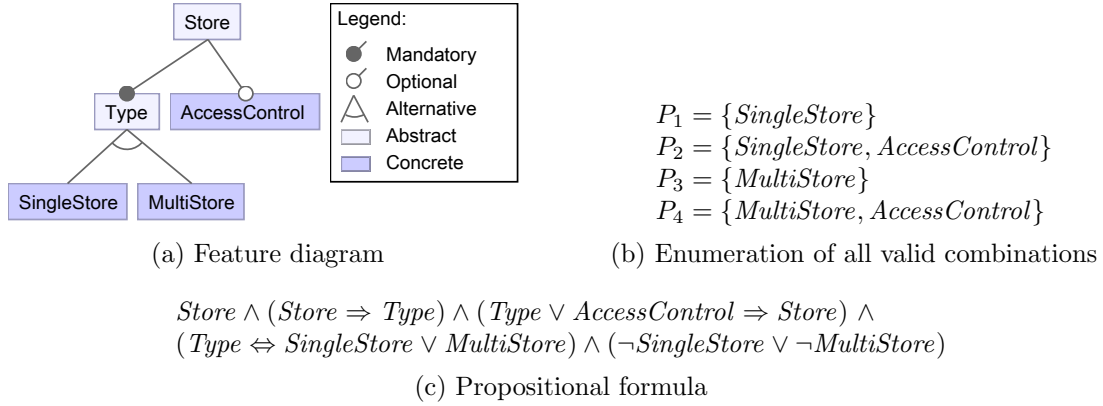 Store
Type
AccessControl
SingleStore
MultiStore
Legend:
Mandatory
Optional
Alternative
Abstract
Concrete
(a) Feature diagram
P₁ = {SingleStore}
P₂ = {SingleStore, AccessControl}
P₃ = {MultiStore}
P₄ = {MultiStore, AccessControl}
(b) Enumeration of all valid combinations
Store ∧ (Store ⇒ Type) ∧ (Type ∨ AccessControl ⇒ Store) ∧
(Type ⇔ SingleStore ∨ MultiStore) ∧ (¬SingleStore ∨ ¬MultiStore)
(c) Propositional formula